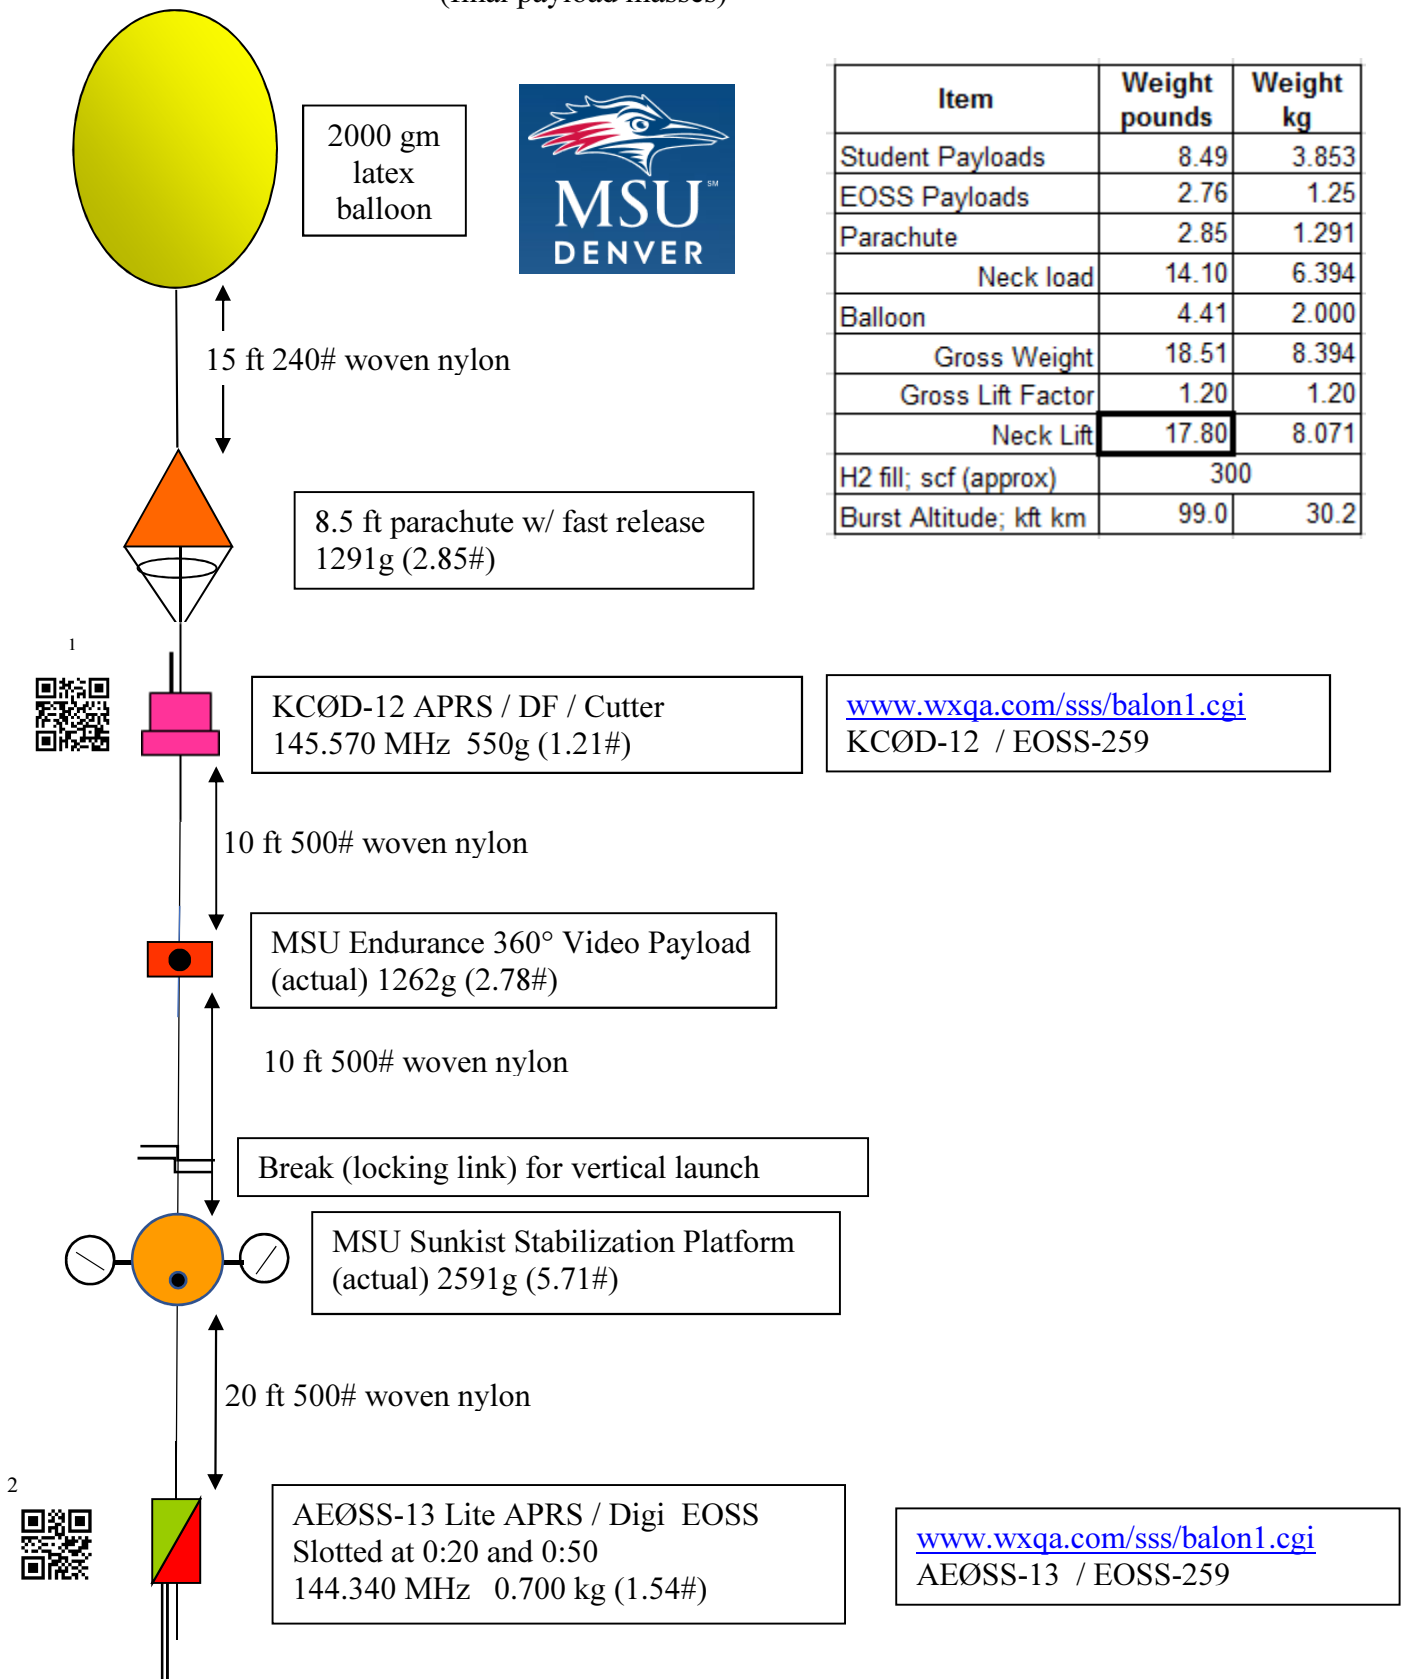 (final payload masses)
2000 gm
latex
balloon
MSU SM
DENVER
Item Weight pounds Weight kg
Student Payloads 8.49 3.853
EOSS Payloads 2.76 1.25
Parachute 2.85 1.291
Neck load 14.10 6.394
Balloon 4.41 2.000
Gross Weight 18.51 8.394
Gross Lift Factor 1.20 1.20
Neck Lift 17.80 8.071
H2 fill; scf (approx) 300
Burst Altitude; kft km 99.0 30.2
15 ft 240# woven nylon
8.5 ft parachute w/ fast release
1291g (2.85#)
1
KCØD-12 APRS / DF / Cutter
145.570 MHz 550g (1.21#)
www.wxqa.com/sss/balon1.cgi
KCØD-12 / EOSS-259
10 ft 500# woven nylon
MSU Endurance 360° Video Payload
(actual) 1262g (2.78#)
10 ft 500# woven nylon
Break (locking link) for vertical launch
MSU Sunkist Stabilization Platform
(actual) 2591g (5.71#)
20 ft 500# woven nylon
2
AEØSS-13 Lite APRS / Digi EOSS
Slotted at 0:20 and 0:50
144.340 MHz 0.700 kg (1.54#)
www.wxqa.com/sss/balon1.cgi
AEØSS-13 / EOSS-259